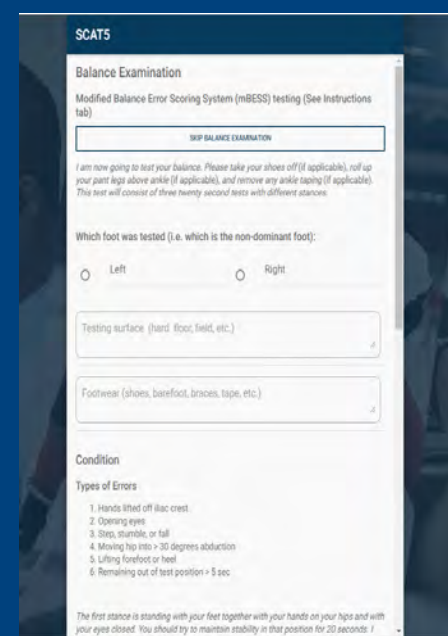 SCAT5
Balance Examination
Modified Balance Error Scoring System (mBESS) testing (See Instructions
tab)
SKIP BALANCE EXAMINATION
I am now going to test your balance. Please take your shoes off (if applicable), roll up
your pant legs above ankle (if applicable), and remove any ankle taping (if applicable).
This test will consist of three twenty second tests with different stances.
Which foot was tested (i.e. which is the non-dominant foot):
Left Right
Testing surface (hard floor, field, etc.)
Footwear (shoes, barefoot, braces, tape, etc.)
Condition
Types of Errors
1. Hands lifted off iliac crest
2. Opening eyes
3. Step, stumble, or fall
4. Moving hip into > 30 degrees abduction
5. Lifting forefoot or heel
6. Remaining out of test position > 5 sec
The first stance is standing with your feet together with your hands on your hips and with
your eyes closed. You should try to maintain stability in that position for 20 seconds. I